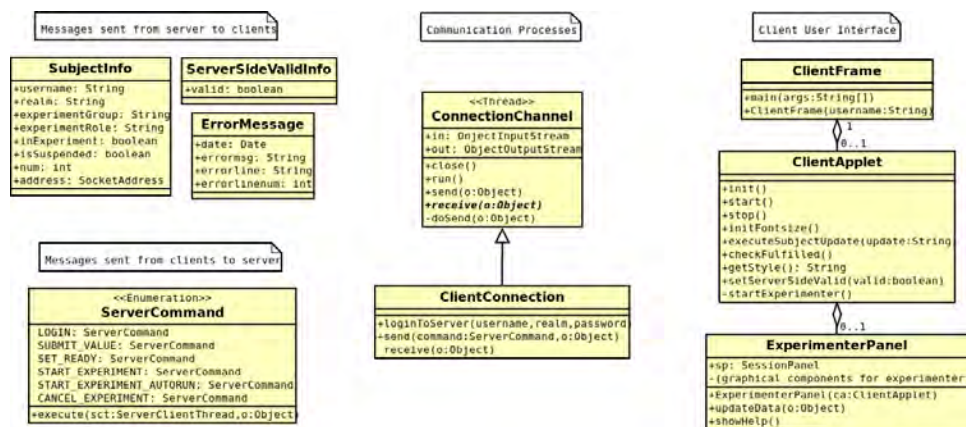 Messages sent from server to clients
SubjectInfo
+username: String
+realm: String
+experimentGroup: String
+experimentRole: String
+inExperiment: boolean
+isSuspended: boolean
+num: int
+address: SocketAddress
ServerSideValidInfo
+valid: boolean
ErrorMessage
+date: Date
+errormsg: String
+errorline: String
+errorlinenum: int
Messages sent from clients to server
<<Enumeration>>
ServerCommand
LOGIN: ServerCommand
SUBMIT_VALUE: ServerCommand
SET_READY: ServerCommand
START_EXPERIMENT: ServerCommand
START_EXPERIMENT_AUTORUN: ServerCommand
CANCEL_EXPERIMENT: ServerCommand
+execute(sct:ServerClientThread,o:Object)
Communication Processes
<<Thread>>
ConnectionChannel
+in: OnjectInputStream
+out: ObjectOutputStream
+close()
+run()
+send(o:Object)
+receive(o:Object)
-doSend(o:Object)
ClientConnection
+loginToServer(username,realm,password)
+send(command:ServerCommand,o:Object)
receive(o:Object)
Client User Interface
ClientFrame
+main(args:String[])
+ClientFrame(username:String)
1
0..1
ClientApplet
+init()
+start()
+stop()
+initFontsize()
+executeSubjectUpdate(update:String)
+checkFulfilled()
+getStyle(): String
+setServerSideValid(valid:boolean)
-startExperimenter()
0..1
ExperimenterPanel
+sp: SessionPanel
-(graphical components for experimenter
+ExperimenterPanel(ca:ClientApplet)
+updateData(o:Object)
+showHelp()